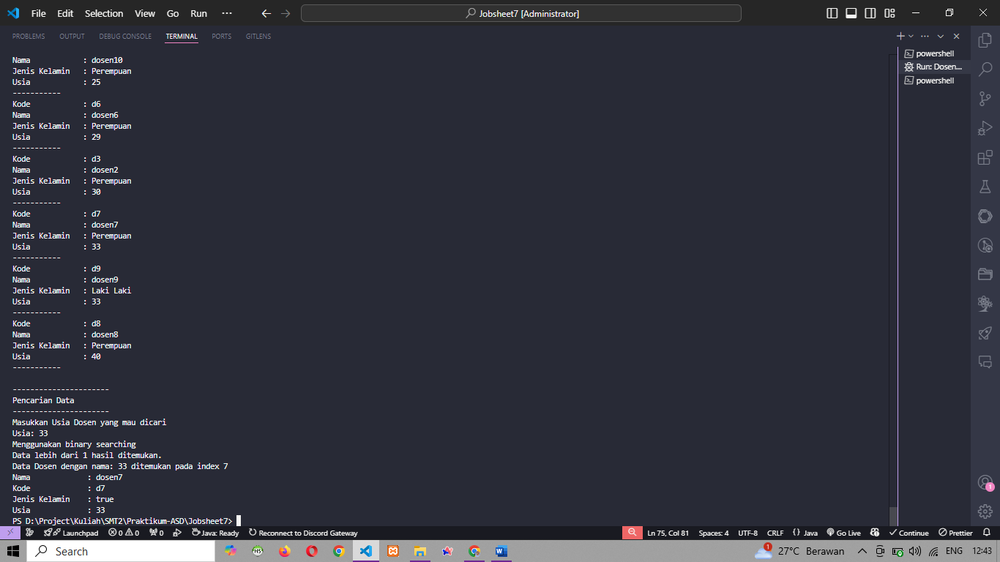 File Edit Selection View Go Run ··· Jobsheet7 [Administrator]
PROBLEMS OUTPUT DEBUG CONSOLE TERMINAL PORTS GITLENS
powershell
Run: Dosen...
powershell
Nama : dosen10
Jenis Kelamin : Perempuan
Usia : 25
-----------
Kode : d6
Nama : dosen6
Jenis Kelamin : Perempuan
Usia : 29
-----------
Kode : d3
Nama : dosen2
Jenis Kelamin : Perempuan
Usia : 30
-----------
Kode : d7
Nama : dosen7
Jenis Kelamin : Perempuan
Usia : 33
-----------
Kode : d9
Nama : dosen9
Jenis Kelamin : Laki Laki
Usia : 33
-----------
Kode : d8
Nama : dosen8
Jenis Kelamin : Perempuan
Usia : 40
-----------
----------------------
Pencarian Data
----------------------
Masukkan Usia Dosen yang mau dicari
Usia: 33
Menggunakan binary searching
Data lebih dari 1 hasil ditemukan.
Data Dosen dengan nama: 33 ditemukan pada index 7
Nama : dosen7
Kode : d7
Jenis Kelamin : true
Usia : 33
PS D:\Project\Kuliah\SMT2\Praktikum-ASD\Jobsheet7>
1
Launchpad 0 0 0 Java: Ready Reconnect to Discord Gateway Ln 75, Col 81 Spaces: 4 UTF-8 CRLF {} Java Go Live Continue Prettier
Search HS 1 27°C Berawan ENG 12:43